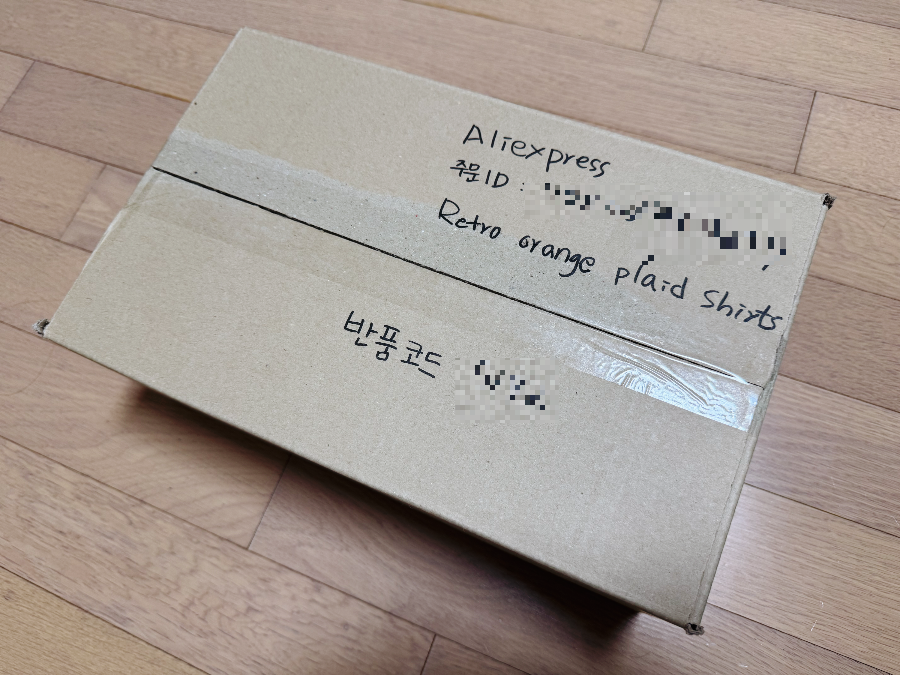 Aliexpress
주문ID :
Retro orange plaid shirts
반품코드